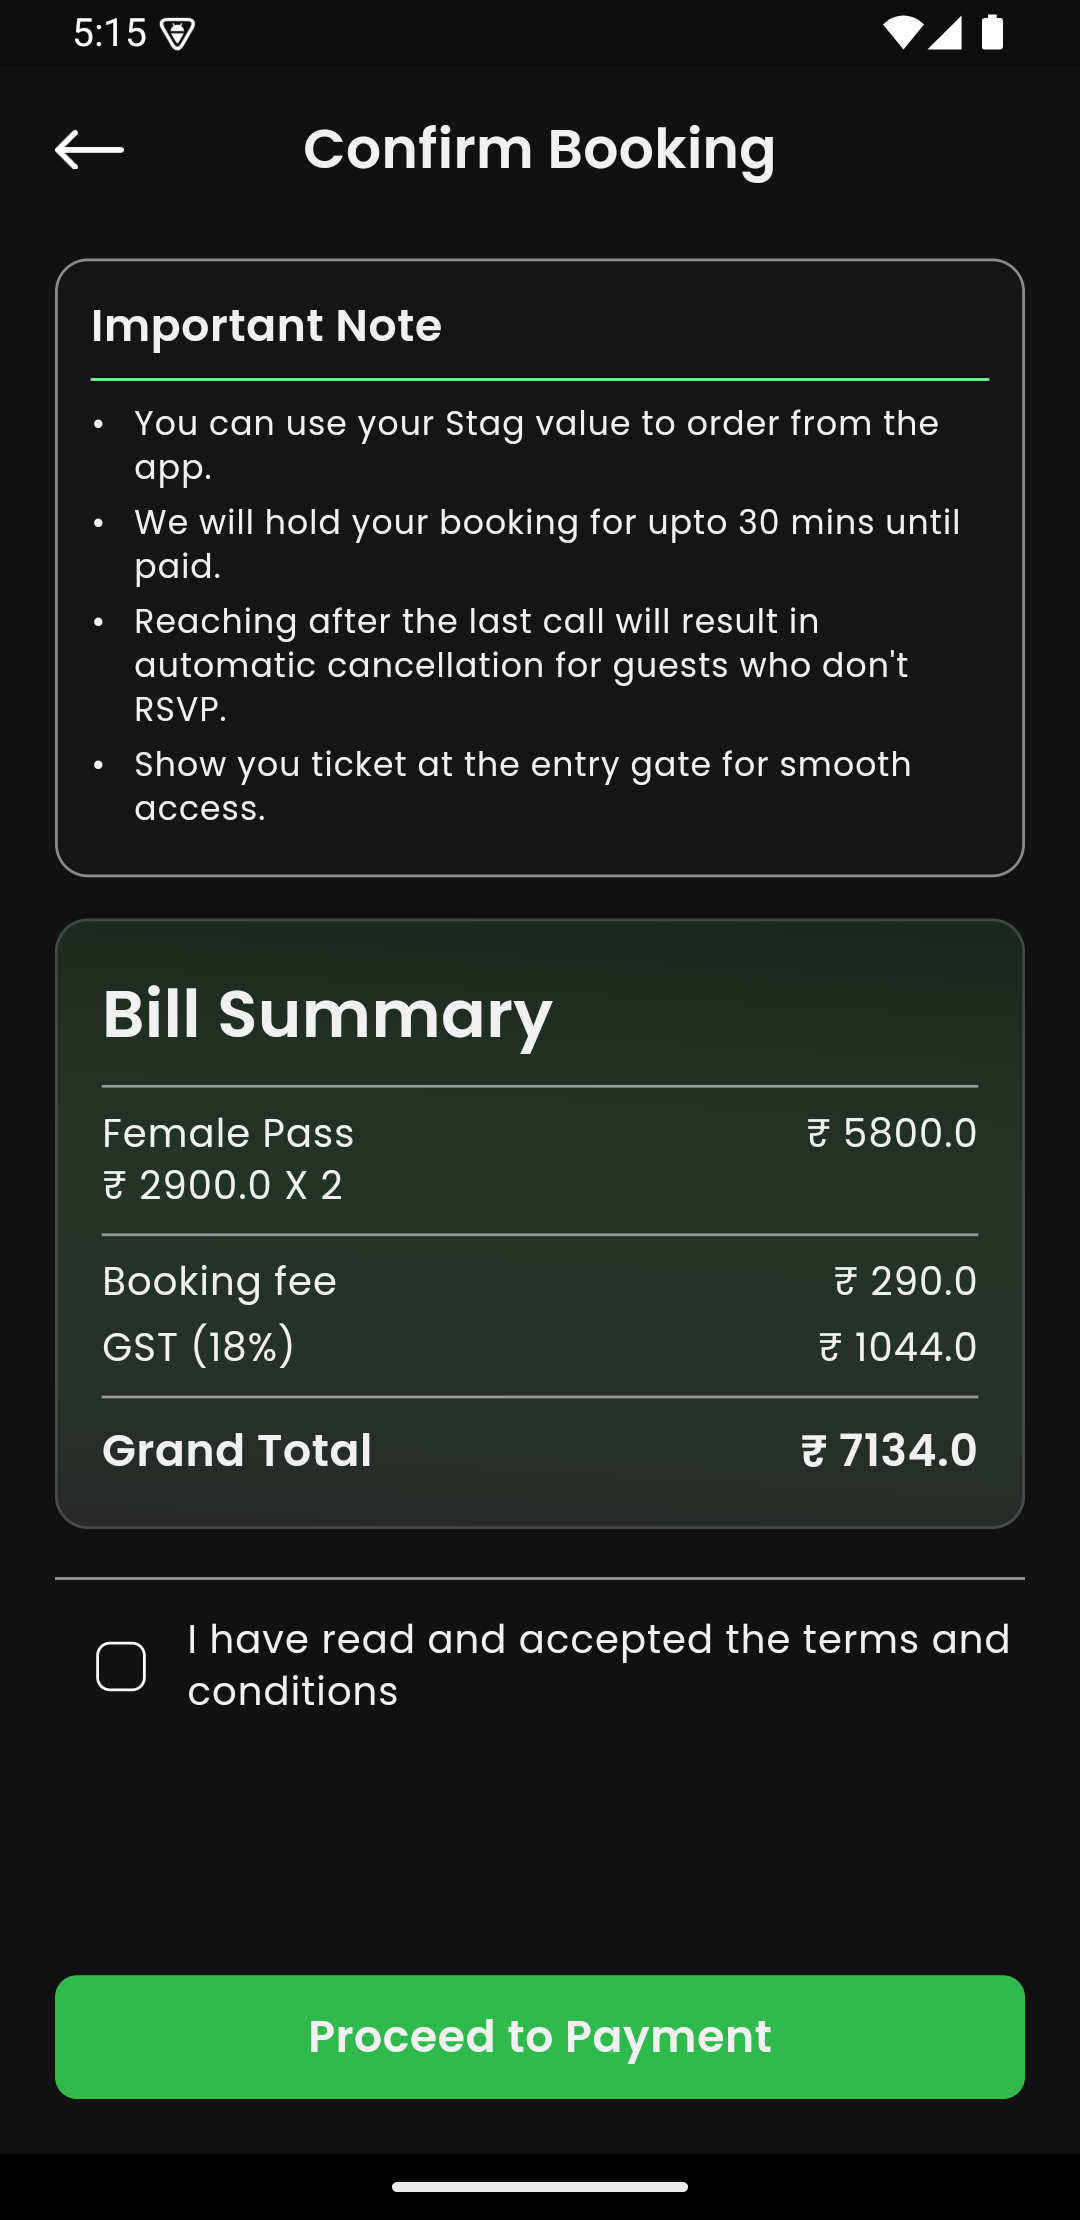 5:15
Confirm Booking
Important Note
• You can use your Stag value to order from the
app.
• We will hold your booking for upto 30 mins until
paid.
• Reaching after the last call will result in
automatic cancellation for guests who don't
RSVP.
• Show you ticket at the entry gate for smooth
access.
Bill Summary
Female Pass ₹ 5800.0
₹ 2900.0 X 2
Booking fee ₹ 290.0
GST (18%) ₹ 1044.0
Grand Total ₹ 7134.0
I have read and accepted the terms and
conditions
Proceed to Payment